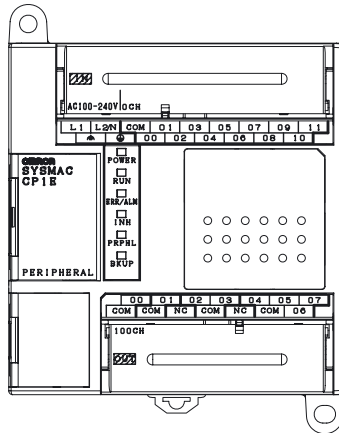 AC100-240V 0CH
L1 L2/N COM 01 03 05 07 09 11
00 02 04 06 08 10
OMRON
SYSMAC
CP1E
POWER
RUN
ERR/ALM
INH
PRPHL
BKUP
PERIPHERAL
00 01 02 03 04 05 07
COM COM NC COM NC COM 06
100CH